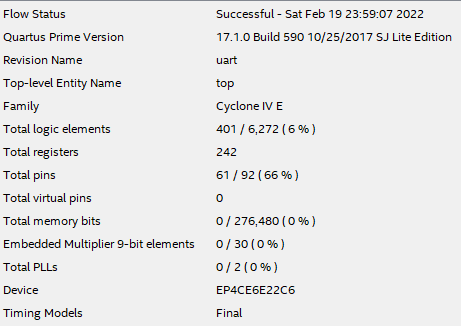 Flow Status Successful - Sat Feb 19 23:59:07 2022
Quartus Prime Version 17.1.0 Build 590 10/25/2017 SJ Lite Edition
Revision Name uart
Top-level Entity Name top
Family Cyclone IV E
Total logic elements 401 / 6,272 ( 6 % )
Total registers 242
Total pins 61 / 92 ( 66 % )
Total virtual pins 0
Total memory bits 0 / 276,480 ( 0 % )
Embedded Multiplier 9-bit elements 0 / 30 ( 0 % )
Total PLLs 0 / 2 ( 0 % )
Device EP4CE6E22C6
Timing Models Final